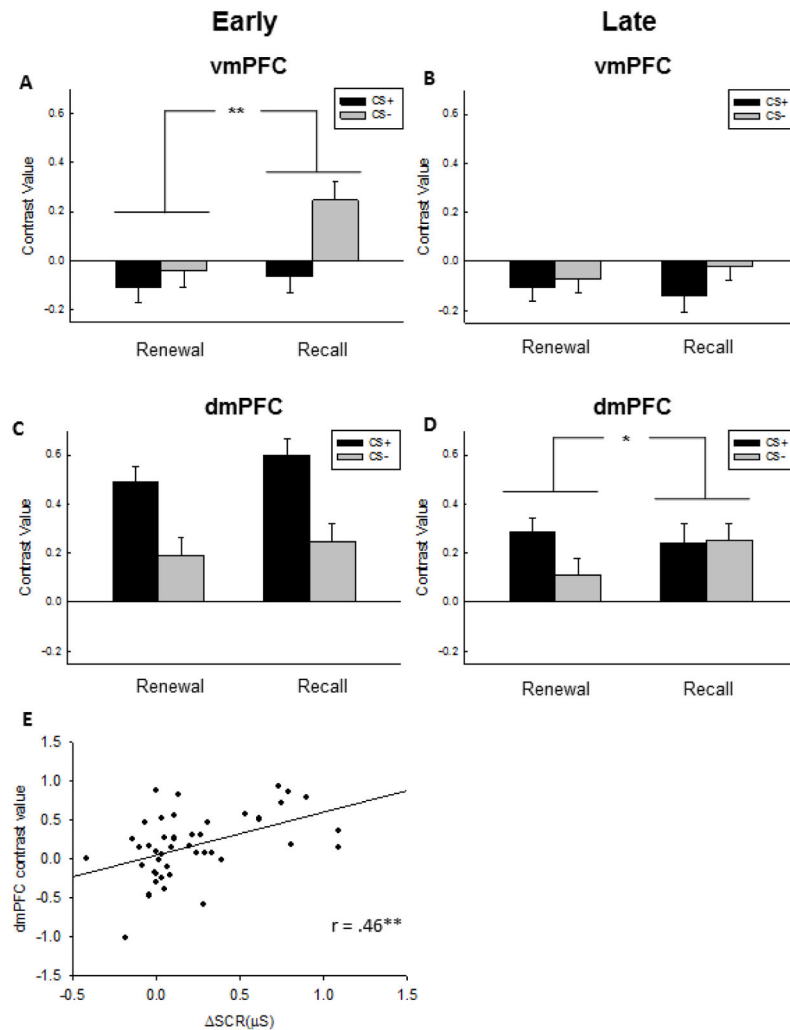 Early
Late
A
vmPFC
B
vmPFC
**
CS+
CS-
CS+
CS-
Contrast Value
0.6
0.4
0.2
0.0
-0.2
Renewal
Recall
Contrast Value
0.6
0.4
0.2
0.0
-0.2
Renewal
Recall
C
dmPFC
D
dmPFC
CS+
CS-
*
CS+
CS-
Contrast Value
0.6
0.4
0.2
0.0
-0.2
Renewal
Recall
Contrast Value
0.6
0.4
0.2
0.0
-0.2
Renewal
Recall
E
dmPFC contrast value
1.5
1.0
0.5
0.0
-0.5
-1.0
-1.5
r = .46**
-0.5
0.0
0.5
1.0
1.5
ΔSCR(µS)